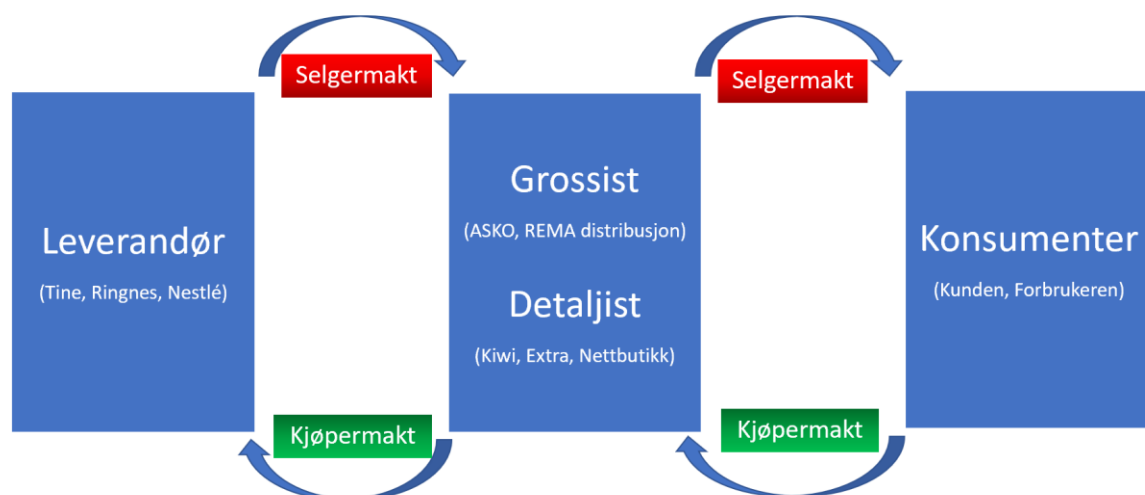 Selgermakt
Selgermakt
Leverandør
(Tine, Ringnes, Nestlé)
Grossist
(ASKO, REMA distribusjon)
Detaljist
(Kiwi, Extra, Nettbutikk)
Konsumenter
(Kunden, Forbrukeren)
Kjøpermakt
Kjøpermakt